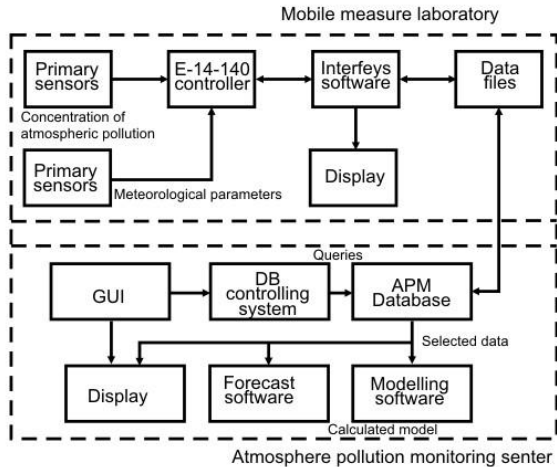 Mobile measure laboratory
Primary
sensors
E-14-140
controller
Interfeys
software
Data
files
Concentration of
atmospheric pollution
Primary
sensors
Meteorological parameters
Display
Queries
GUI
DB
controlling
system
APM
Database
Selected data
Display
Forecast
software
Modelling
software
Calculated model
Atmosphere pollution monitoring senter